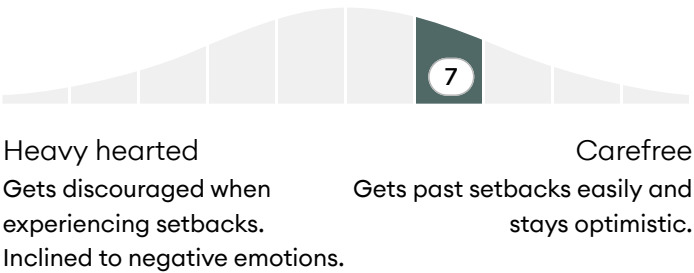 7
Heavy hearted
Gets discouraged when
experiencing setbacks.
Inclined to negative emotions.
Carefree
Gets past setbacks easily and
stays optimistic.